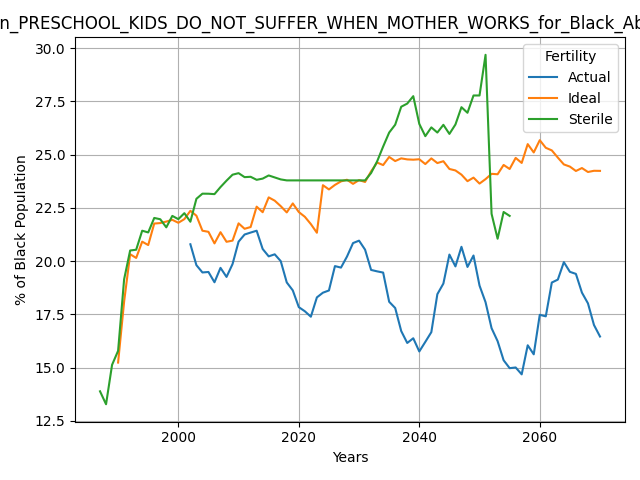 n_PRESCHOOL_KIDS_DO_NOT_SUFFER_WHEN_MOTHER_WORKS_for_Black_Ab
30.0
27.5
25.0
22.5
20.0
17.5
15.0
12.5
% of Black Population
Fertility
Actual
Ideal
Sterile
2000
2020
2040
2060
Years